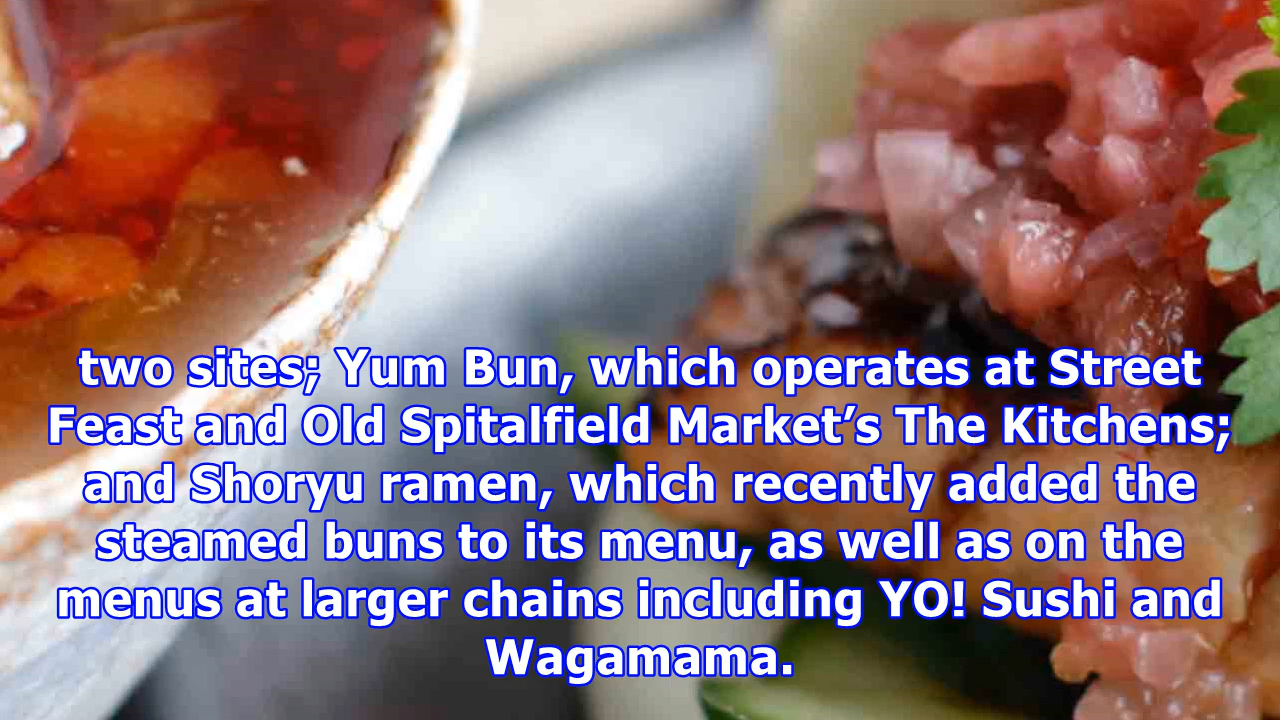 two sites; Yum Bun, which operates at Street
Feast and Old Spitalfield Market’s The Kitchens;
and Shoryu ramen, which recently added the
steamed buns to its menu, as well as on the
menus at larger chains including YO! Sushi and
Wagamama.